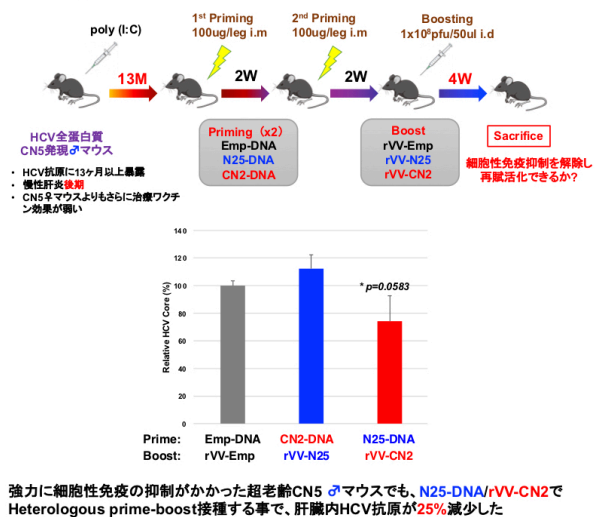 poly (I:C)
1st Priming
100ug/leg i.m
2nd Priming
100ug/leg i.m
Boosting
1x10⁸pfu/50ul i.d
13M
2W
2W
4W
HCV全蛋白質
CN5発現♂マウス
• HCV抗原に13ヶ月以上暴露
• 慢性肝炎後期
• CN5♀マウスよりもさらに治療ワクチ
ン効果が弱い
Priming (x2)
Emp-DNA
N25-DNA
CN2-DNA
Boost
rVV-Emp
rVV-N25
rVV-CN2
Sacrifice
細胞性免疫抑制を解除し
再賦活化できるか?
Relative HCV Core (%)
140
120
100
80
60
40
20
0
* p=0.0583
Prime: Emp-DNA CN2-DNA N25-DNA
Boost: rVV-Emp rVV-N25 rVV-CN2
強力に細胞性免疫の抑制がかかった超老齢CN5 ♂マウスでも、N25-DNA/rVV-CN2で
Heterologous prime-boost接種する事で、肝臓内HCV抗原が25%減少した